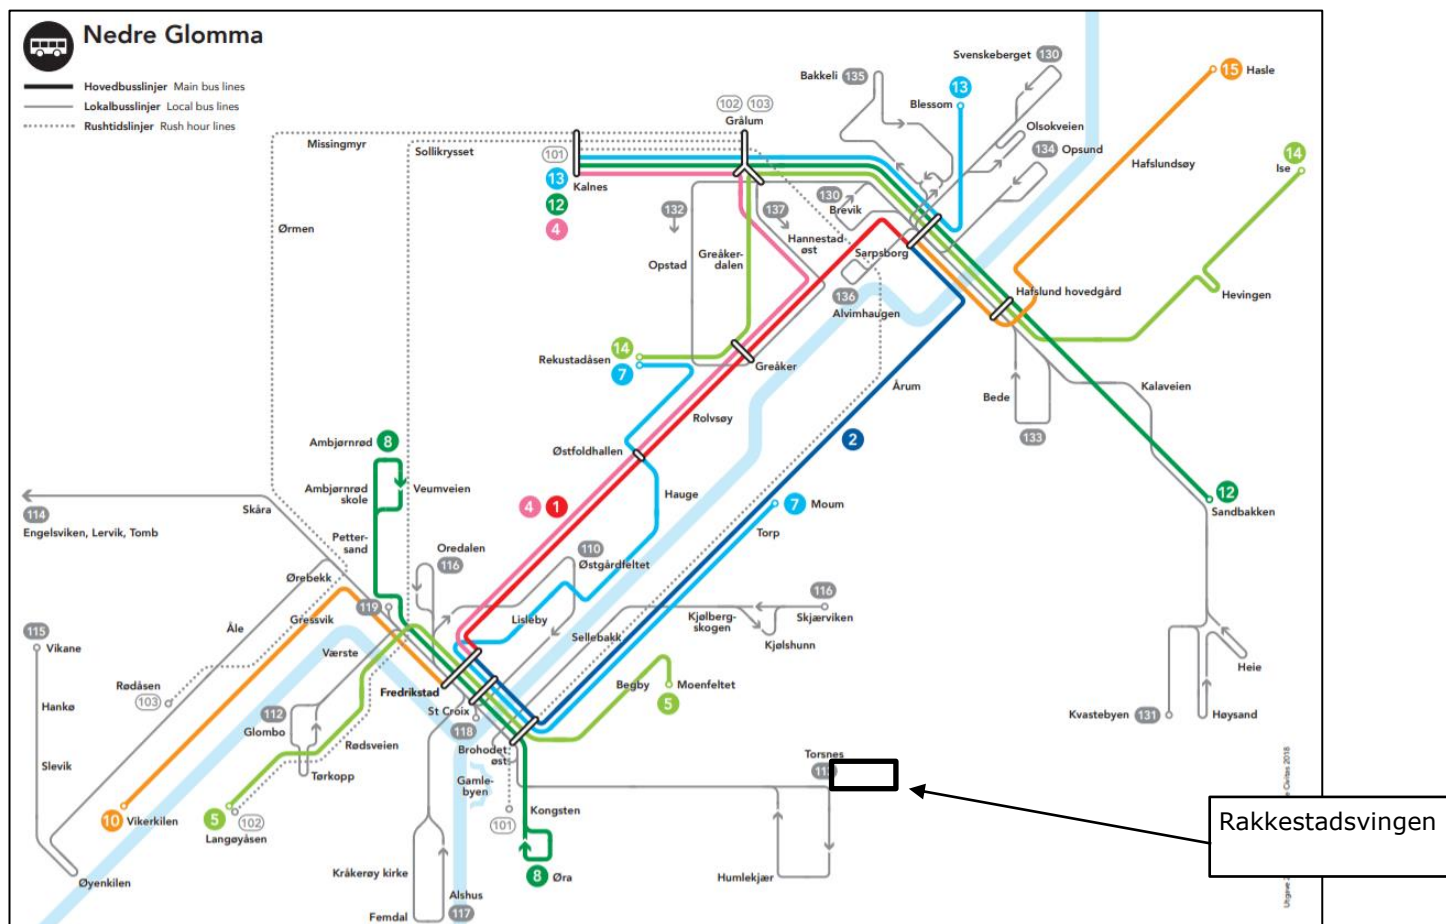 Nedre Glomma
Hovedbusslinjer Main bus lines
Lokalbusslinjer Local bus lines
Rushtidslinjer Rush hour lines
Missingmyr
Sollikrysset
101
13
Kalnes
12
4
102 103
Grålum
Bakkeli 135
Svenskeberget 130
13
Blessom
Olsokveien
134 Opsund
15 Hasle
Hafslundsøy
14
Ise
Ørmen
132
Opstad
Greåker-
dalen
137
Hannestad-
øst
130
Brevik
Sarpsborg
136
Alvimhaugen
Hafslund hovedgård
Hevingen
14
Rekustadåsen
7
Greåker
Rolvsøy
Årum
Bede
133
Kalaveien
2
Ambjørnrød 8
Ambjørnrød
skole
Veumveien
Østfoldhallen
Hauge
4 1
7 Moum
Torp
12
Sandbakken
114
Engelsviken, Lervik, Tomb
Skåra
Petter-
sand
Oredalen
116
110
Østgårdfeltet
Ørebekk
119
Gressvik
Lisleby
Kjølberg-
skogen
116
Skjærviken
Kjølshunn
Sellebakk
115
Vikane
Åle
Værste
Rødåsen
103
Fredrikstad
St Croix
118
Begby
Moenfeltet
5
Heie
Kvastebyen 131
Høysand
Hankø
112
Glombo
Rødsveien
Brohodet
øst
Torsnes
Slevik
Tørkopp
Gamle-
byen
Kongsten
101
10 Vikerkilen
5
102
Langøyåsen
Rakkestadsvingen
Kråkerøy kirke
8 Øra
Humlekjær
Øyenkilen
Alshus
117
Femdal